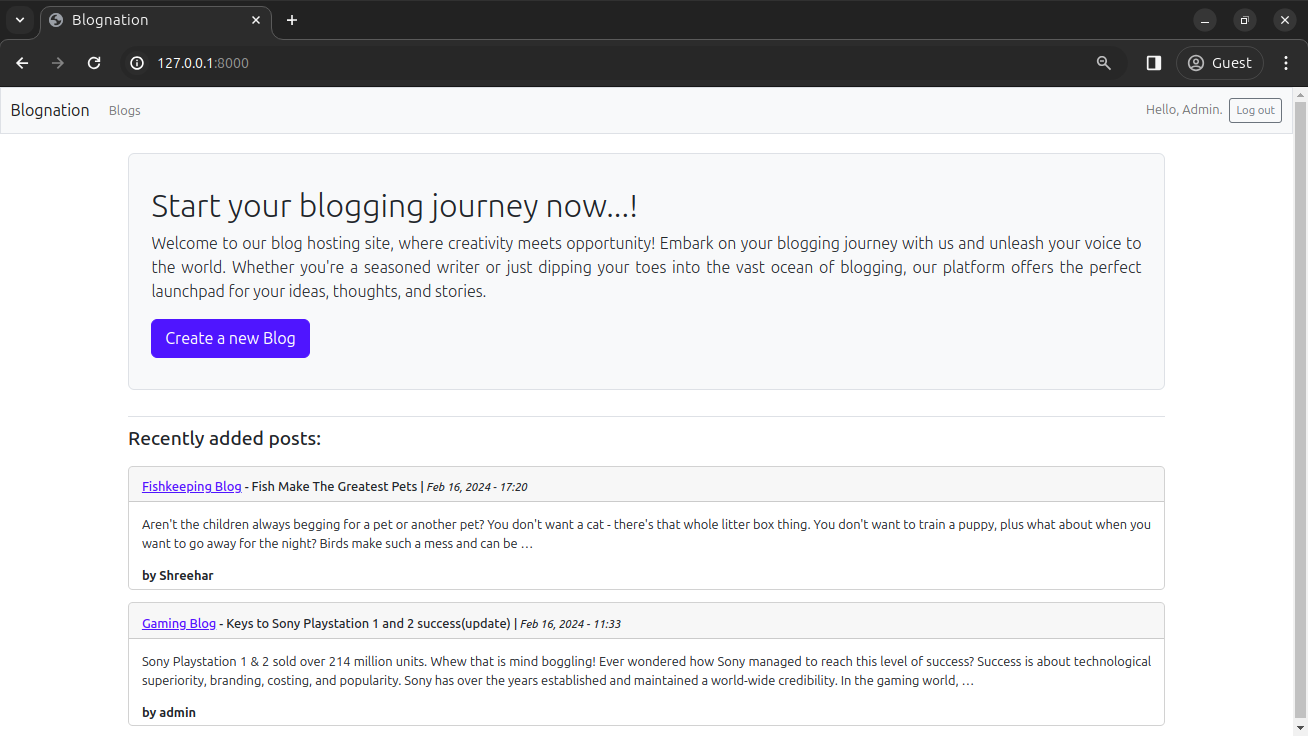 Blognation
127.0.0.1:8000
Guest
Blognation Blogs Hello, Admin. Log out
Start your blogging journey now...!
Welcome to our blog hosting site, where creativity meets opportunity! Embark on your blogging journey with us and unleash your voice to
the world. Whether you're a seasoned writer or just dipping your toes into the vast ocean of blogging, our platform offers the perfect
launchpad for your ideas, thoughts, and stories.
Create a new Blog
Recently added posts:
Fishkeeping Blog - Fish Make The Greatest Pets | Feb 16, 2024 - 17:20
Aren't the children always begging for a pet or another pet? You don't want a cat - there's that whole litter box thing. You don't want to train a puppy, plus what about when you
want to go away for the night? Birds make such a mess and can be …
by Shreehar
Gaming Blog - Keys to Sony Playstation 1 and 2 success(update) | Feb 16, 2024 - 11:33
Sony Playstation 1 & 2 sold over 214 million units. Whew that is mind boggling! Ever wondered how Sony managed to reach this level of success? Success is about technological
superiority, branding, costing, and popularity. Sony has over the years established and maintained a world-wide credibility. In the gaming world, …
by admin